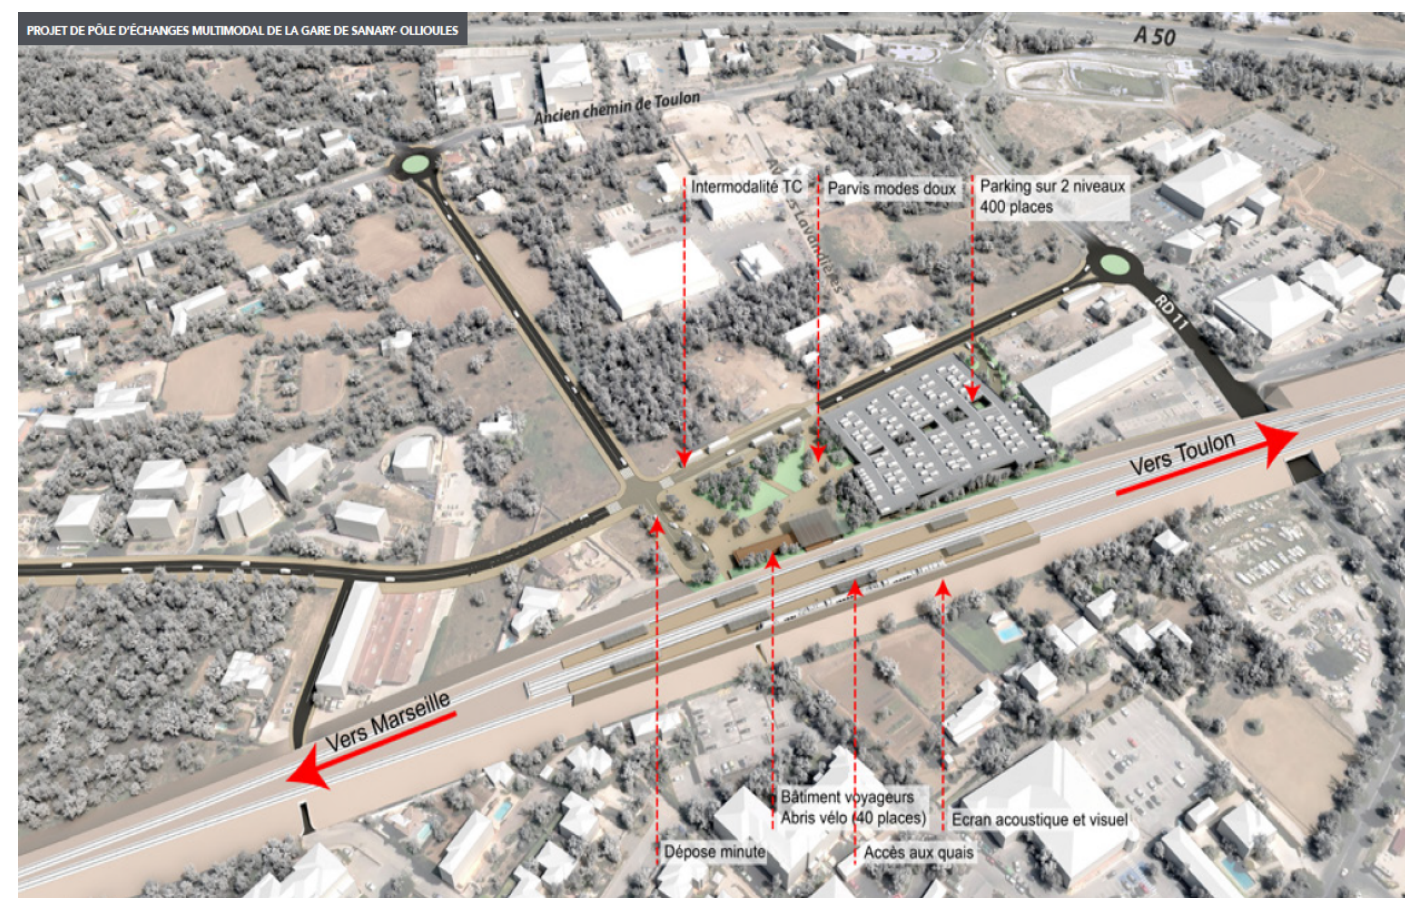 PROJET DE PÔLE D'ÉCHANGES MULTIMODAL DE LA GARE DE SANARY- OLLIOULES
A 50
Ancien chemin de Toulon
Intermodalité TC
Parvis modes doux
Parking sur 2 niveaux
400 places
Lavandières
RD 11
Vers Toulon
Vers Marseille
Bâtiment voyageurs
Abris vélo (40 places)
Ecran acoustique et visuel
Dépose minute
Accès aux quais